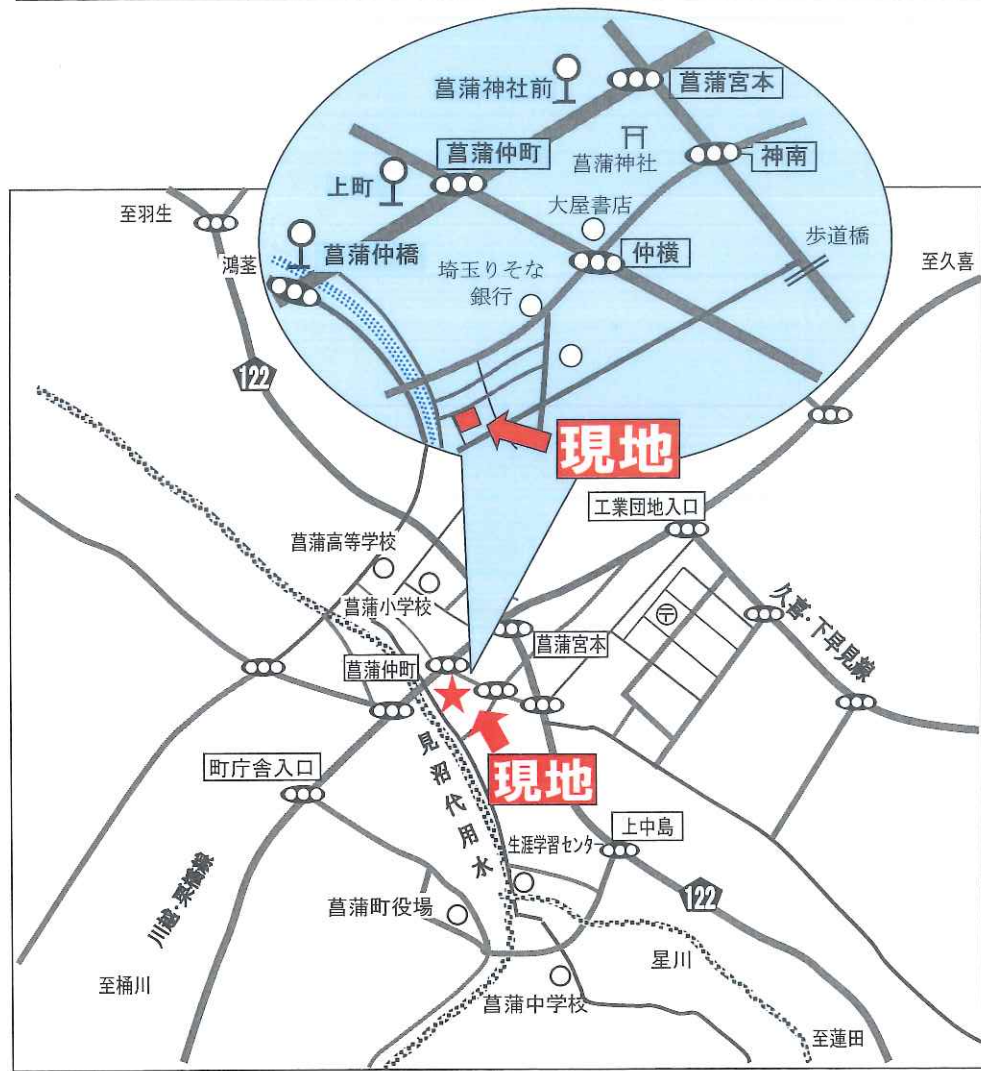 菖蒲神社前
菖蒲宮本
菖蒲仲町
菖蒲神社
神南
上町
大屋書店
歩道橋
仲横
菖蒲仲橋
埼玉りそな
銀行
現地
至羽生
鴻茎
至久喜
122
工業団地入口
菖蒲高等学校
菖蒲小学校
久喜・下早見線
菖蒲宮本
菖蒲仲町
見沼代用水
現地
町庁舎入口
上中島
生涯学習センター
122
川越・栗橋線
菖蒲町役場
星川
至桶川
菖蒲中学校
至蓮田